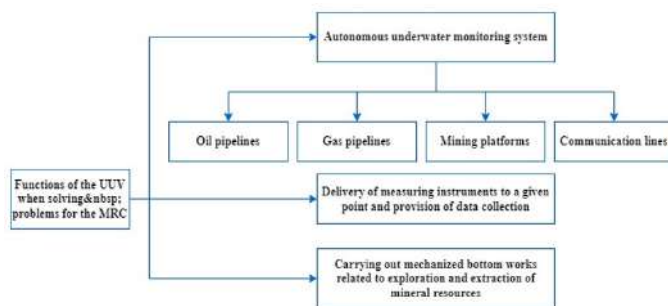 Autonomous underwater monitoring system
Oil pipelines
Gas pipelines
Mining platforms
Communication lines
Functions of the UUV
when solving&nbsp;
problems for the MRC
Delivery of measuring instruments to a given
point and provision of data collection
Carrying out mechanized bottom works
related to exploration and extraction of
mineral resources